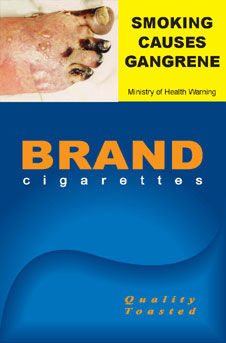 SMOKING
CAUSES
GANGRENE
Ministry of Health Warning
BRAND
cigarettes
Quality
Toasted